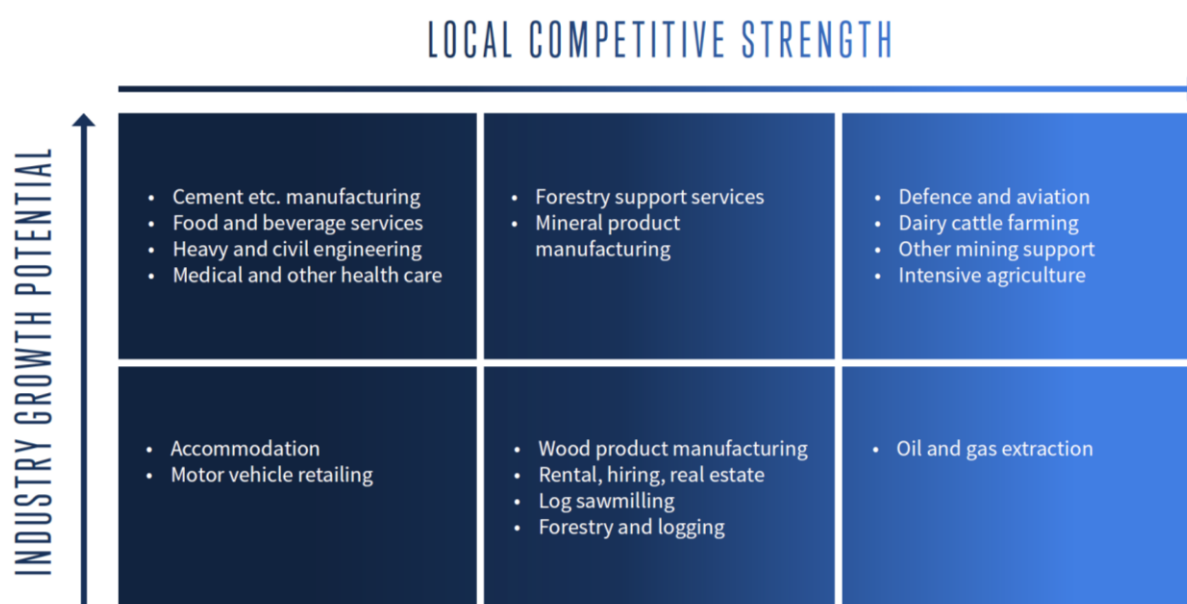 LOCAL COMPETITIVE STRENGTH
INDUSTRY GROWTH POTENTIAL
• Cement etc. manufacturing
• Food and beverage services
• Heavy and civil engineering
• Medical and other health care
• Forestry support services
• Mineral product
manufacturing
• Defence and aviation
• Dairy cattle farming
• Other mining support
• Intensive agriculture
• Accommodation
• Motor vehicle retailing
• Wood product manufacturing
• Rental, hiring, real estate
• Log sawmilling
• Forestry and logging
• Oil and gas extraction